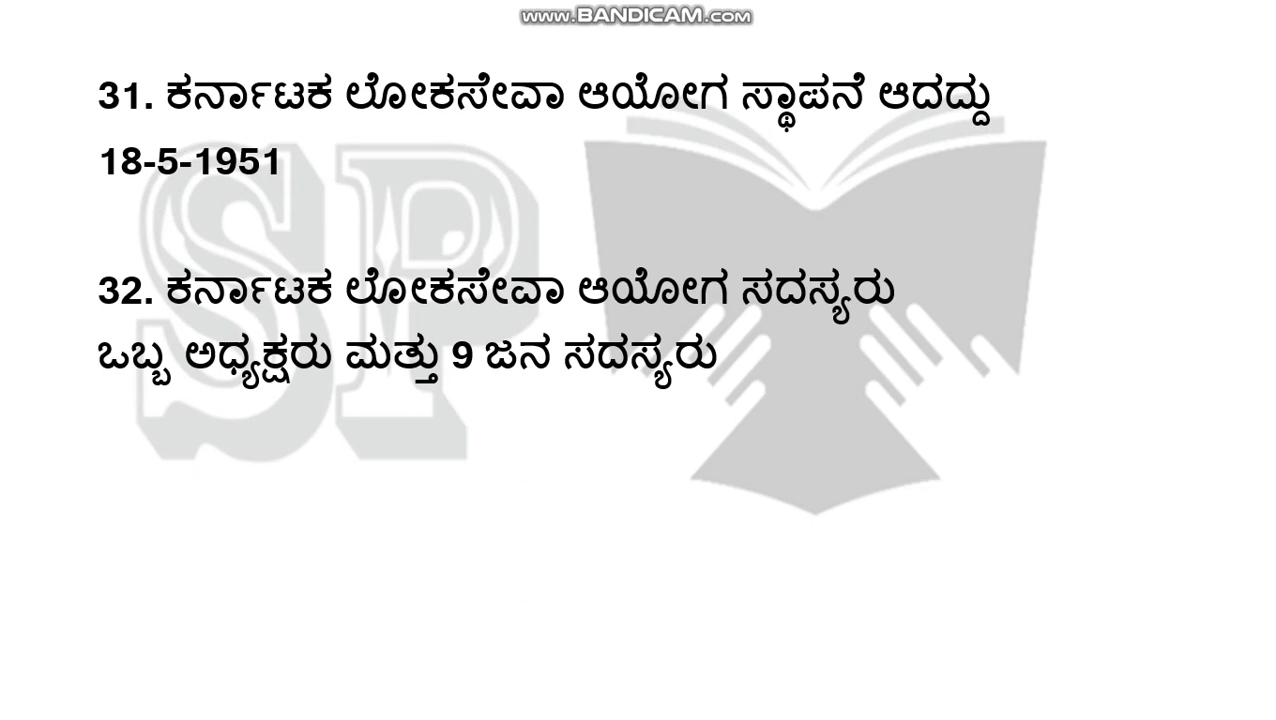 www.BANDICAM.com
31. ಕರ್ನಾಟಕ ಲೋಕಸೇವಾ ಆಯೋಗ ಸ್ಥಾಪನೆ ಆದದ್ದು
18-5-1951
32. ಕರ್ನಾಟಕ ಲೋಕಸೇವಾ ಆಯೋಗ ಸದಸ್ಯರು
ಒಬ್ಬ ಅಧ್ಯಕ್ಷರು ಮತ್ತು 9 ಜನ ಸದಸ್ಯರು
SP